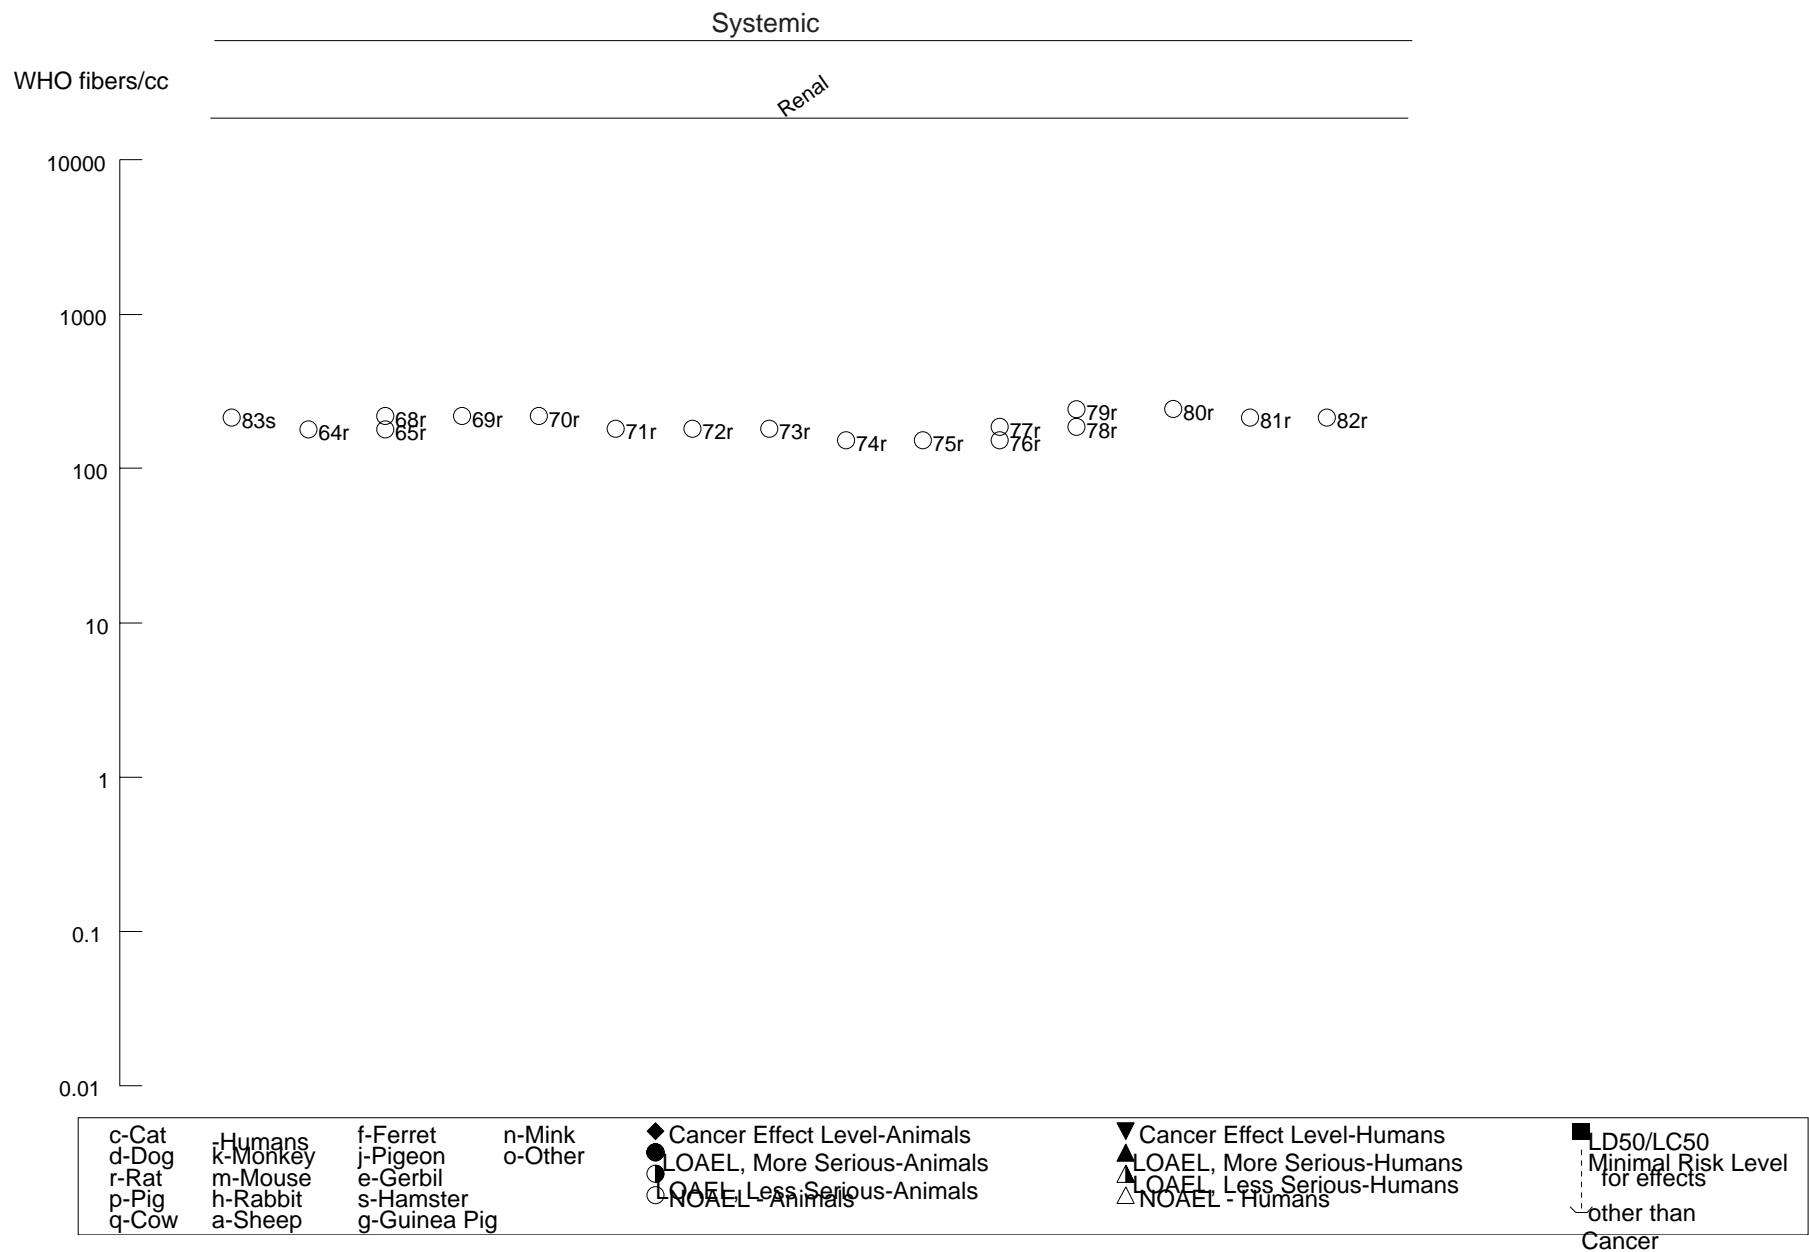 Systemic
WHO fibers/cc
Renal
10000
1000
100
10
1
0.1
0.01
83s
64r
68r
65r
69r
70r
71r
72r
73r
74r
75r
77r
76r
79r
78r
80r
81r
82r
c-Cat
d-Dog
r-Rat
p-Pig
q-Cow
-Humans
k-Monkey
m-Mouse
h-Rabbit
a-Sheep
f-Ferret
j-Pigeon
e-Gerbil
s-Hamster
g-Guinea Pig
n-Mink
o-Other
Cancer Effect Level-Animals
LOAEL, More Serious-Animals
LOAEL, Less Serious-Animals
NOAEL - Animals
Cancer Effect Level-Humans
LOAEL, More Serious-Humans
LOAEL, Less Serious-Humans
NOAEL - Humans
LD50/LC50
Minimal Risk Level
for effects
other than
Cancer